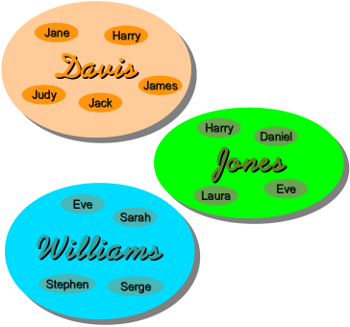 Jane
Harry
Davis
James
Judy
Jack
Harry
Daniel
Jones
Laura
Eve
Eve
Sarah
Williams
Stephen
Serge